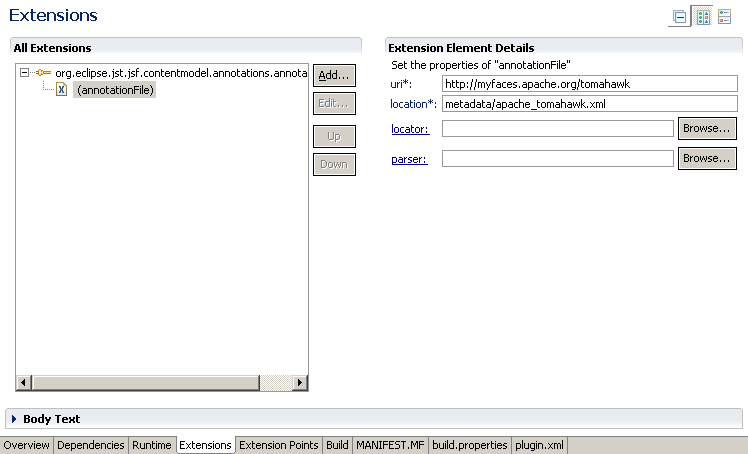 Extensions
All Extensions
org.eclipse.jst.jsf.contentmodel.annotations.annota
X (annotationFile)
Add...
Edit...
Up
Down
Extension Element Details
Set the properties of "annotationFile"
uri*: http://myfaces.apache.org/tomahawk
location*: metadata/apache_tomahawk.xml
locator: Browse...
parser: Browse...
Body Text
Overview Dependencies Runtime Extensions Extension Points Build MANIFEST.MF build.properties plugin.xml